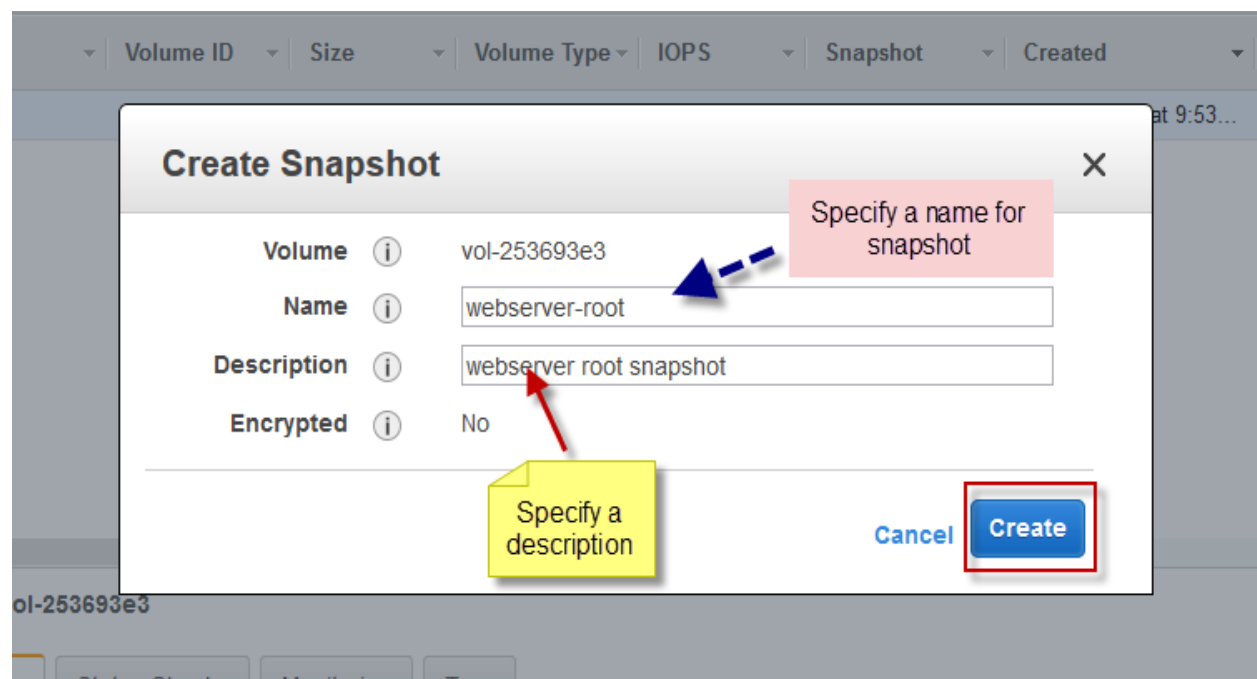 Volume ID Size Volume Type IOPS Snapshot Created
at 9:53...
Create Snapshot
Specify a name for
snapshot
Volume vol-253693e3
Name webserver-root
Description webserver root snapshot
Encrypted No
Specify a
description
Cancel Create
ol-253693e3